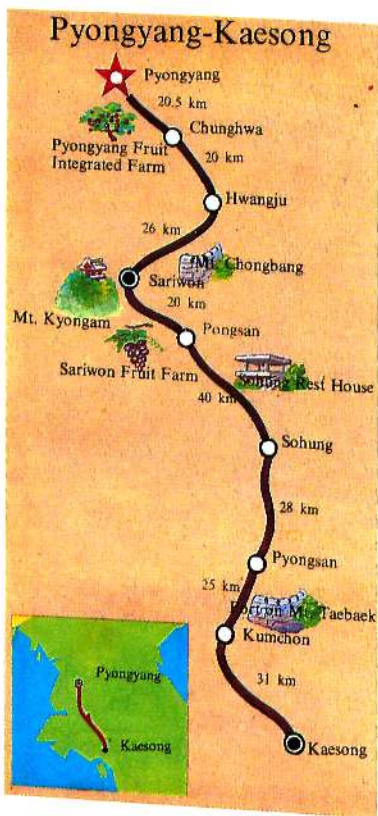 Pyongyang-Kaesong
Pyongyang
20.5 km
Chunghwa
Pyongyang Fruit
Integrated Farm
20 km
Hwangju
26 km
Mt. Chongbang
Sariwon
20 km
Mt. Kyongam
Pongsan
Sariwon Fruit Farm
Sohung Rest House
40 km
Sohung
28 km
Pyongsan
25 km
Fort on Mt. Taebaek
Kumchon
31 km
Kaesong
Pyongyang
Kaesong